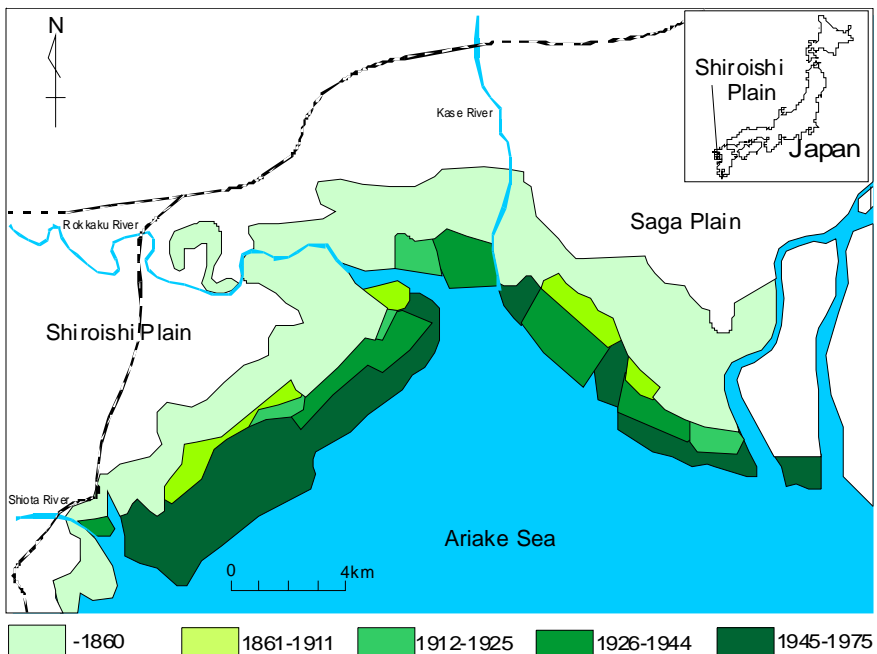 N
Shiroishi
Plain
Japan
Kase River
Saga Plain
Rokkaku River
Shiroishi Plain
Shiota River
Ariake Sea
0
4km
-1860
1861-1911
1912-1925
1926-1944
1945-1975